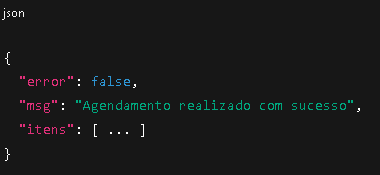 json
{
"error": false,
"msg": "Agendamento realizado com sucesso",
"itens": [ ... ]
}